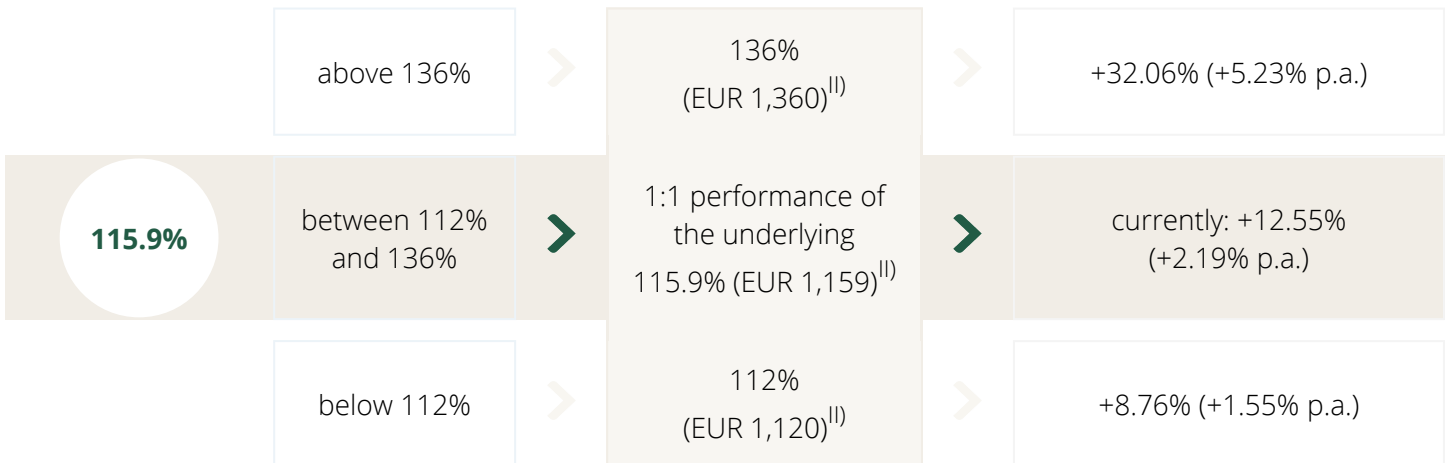 above 136%
136%
(EUR 1,360)II)
+32.06% (+5.23% p.a.)
115.9%
between 112%
and 136%
1:1 performance of
the underlying
115.9% (EUR 1,159)II)
currently: +12.55%
(+2.19% p.a.)
below 112%
112%
(EUR 1,120)II)
+8.76% (+1.55% p.a.)